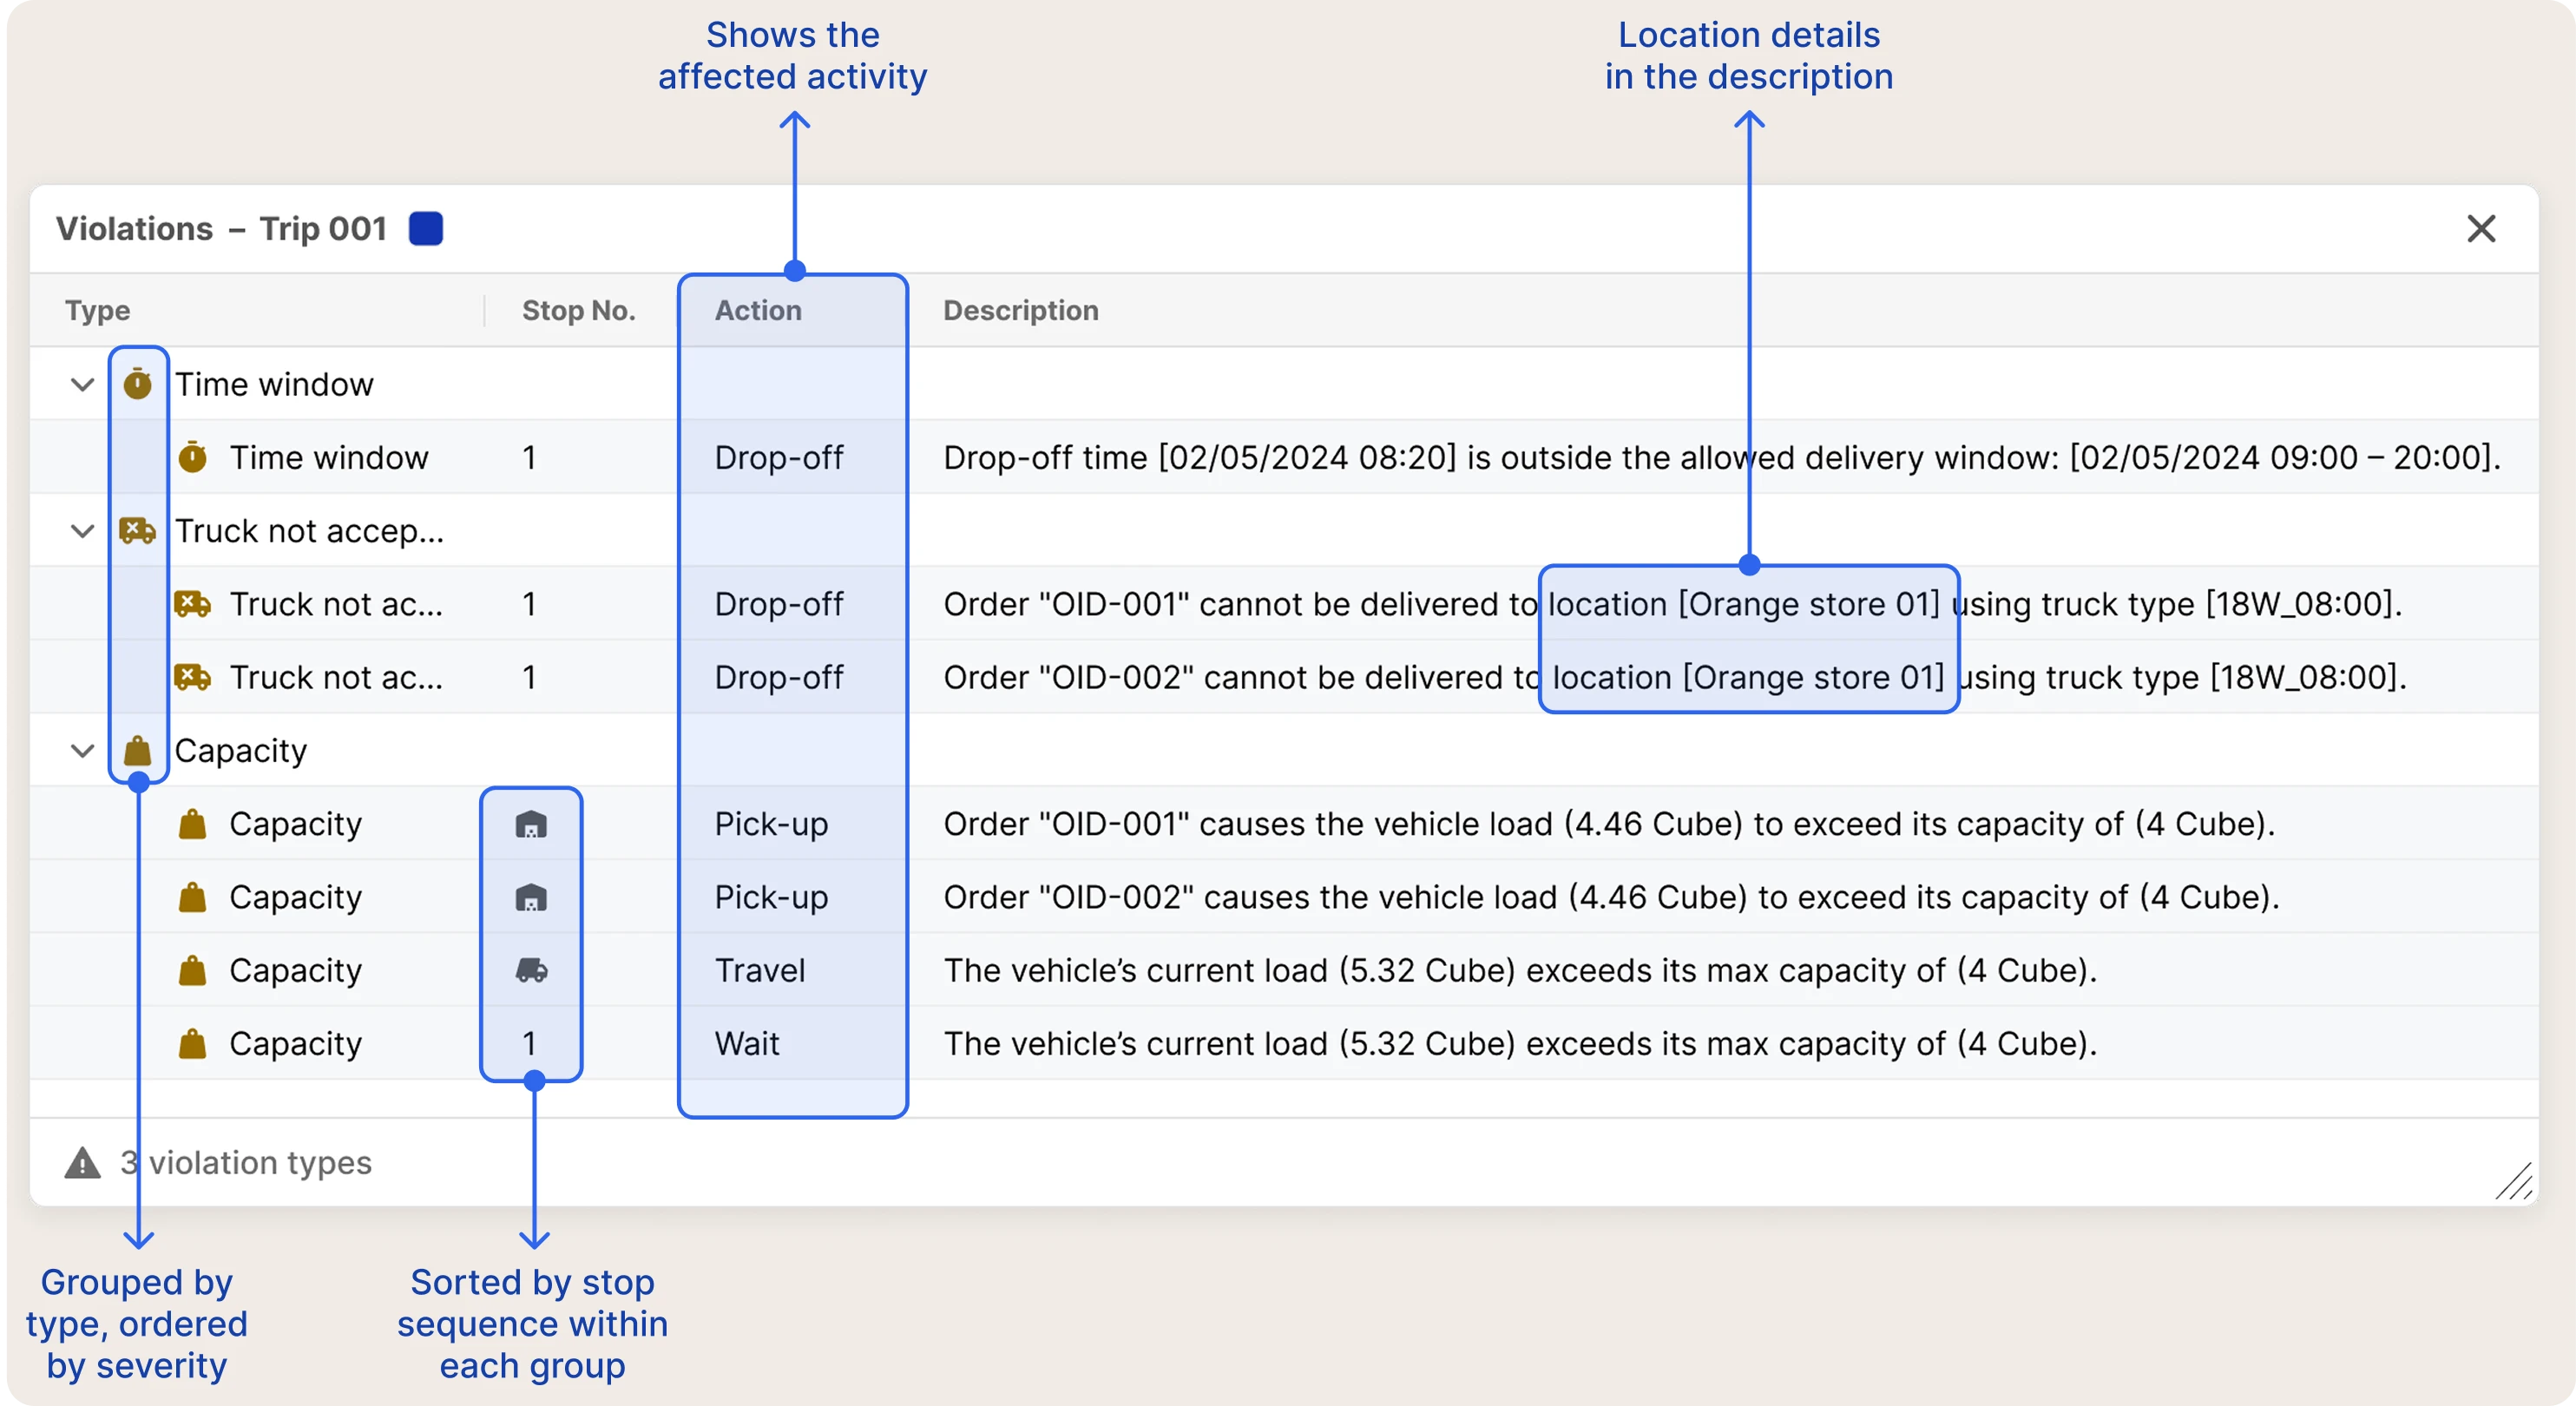 Shows the
affected activity
Location details
in the description
Violations – Trip 001
Type Stop No. Action Description
Time window
Time window 1 Drop-off Drop-off time [02/05/2024 08:20] is outside the allowed delivery window: [02/05/2024 09:00 – 20:00].
Truck not accep...
Truck not ac... 1 Drop-off Order "OID-001" cannot be delivered to location [Orange store 01] using truck type [18W_08:00].
Truck not ac... 1 Drop-off Order "OID-002" cannot be delivered to location [Orange store 01] using truck type [18W_08:00].
Capacity
Capacity Pick-up Order "OID-001" causes the vehicle load (4.46 Cube) to exceed its capacity of (4 Cube).
Capacity Pick-up Order "OID-002" causes the vehicle load (4.46 Cube) to exceed its capacity of (4 Cube).
Capacity Travel The vehicle’s current load (5.32 Cube) exceeds its max capacity of (4 Cube).
Capacity 1 Wait The vehicle’s current load (5.32 Cube) exceeds its max capacity of (4 Cube).
3 violation types
Grouped by
type, ordered
by severity
Sorted by stop
sequence within
each group